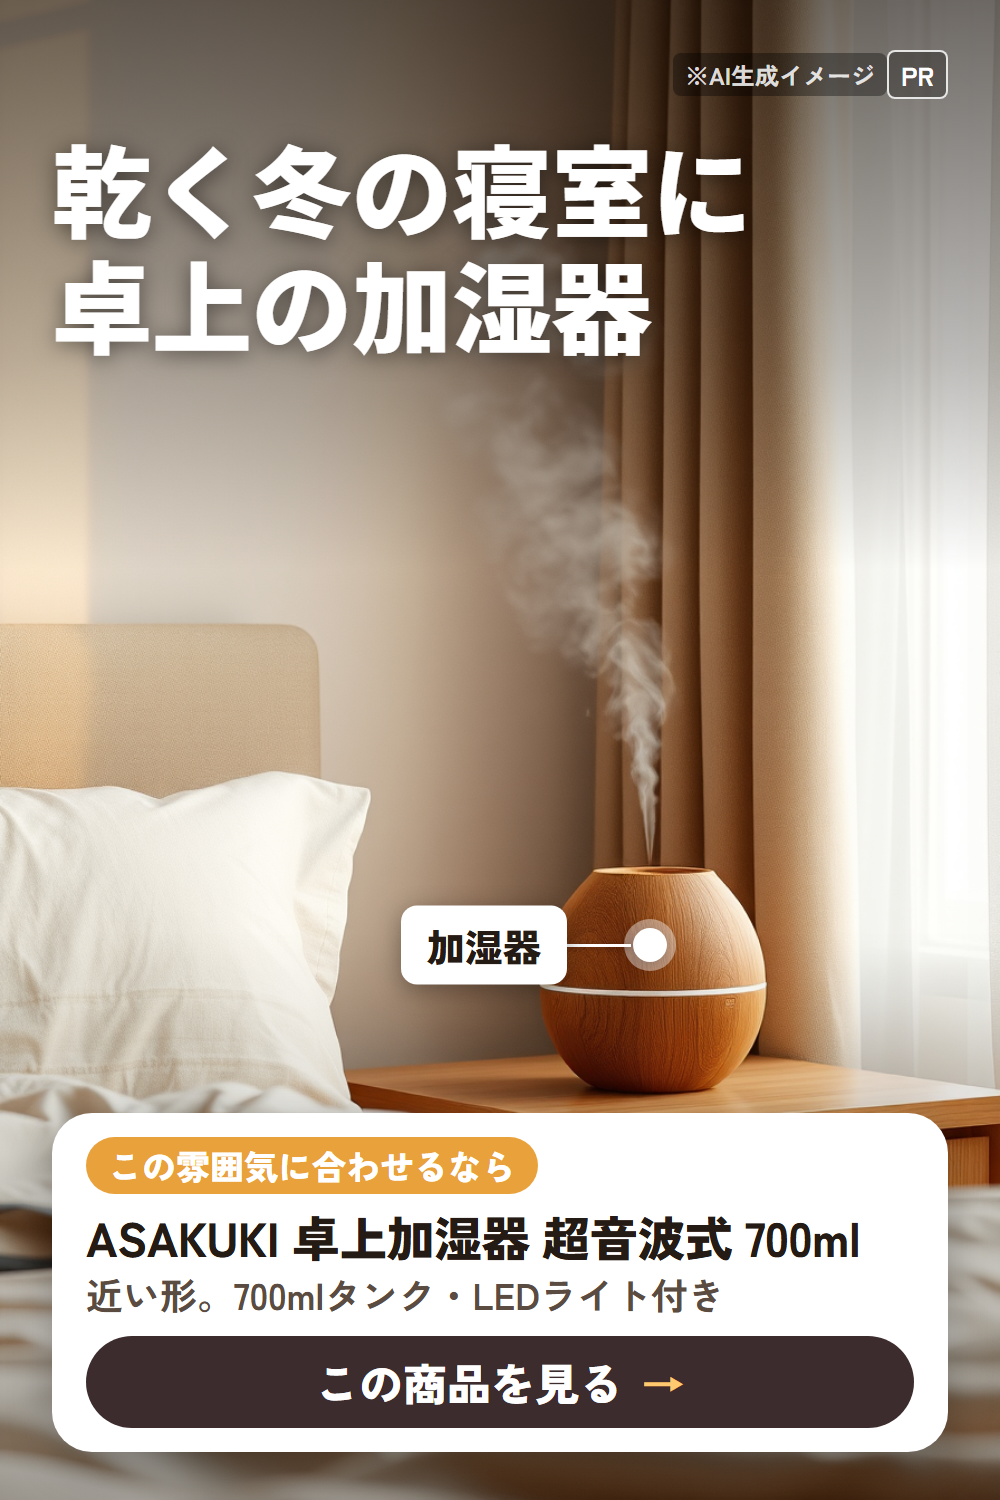 ※AI生成イメージ PR
乾く冬の寝室に
卓上の加湿器
加湿器
この雰囲気に合わせるなら
ASAKUKI 卓上加湿器 超音波式 700ml
近い形。700mlタンク・LEDライト付き
この商品を見る →